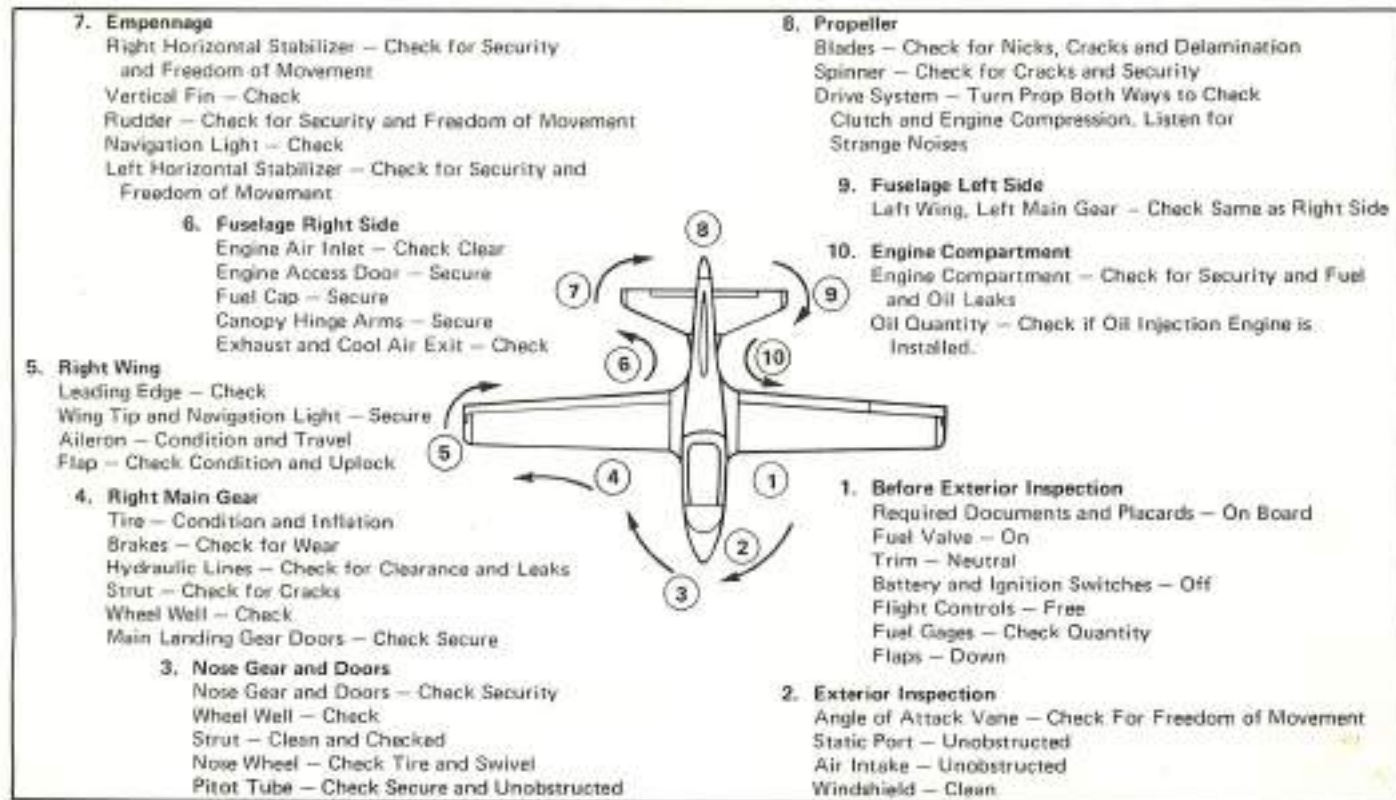 7. Empennage
Right Horizontal Stabilizer – Check for Security
and Freedom of Movement
Vertical Fin – Check
Rudder – Check for Security and Freedom of Movement
Navigation Light – Check
Left Horizontal Stabilizer – Check for Security and
Freedom of Movement
6. Fuselage Right Side
Engine Air Inlet – Check Clear
Engine Access Door – Secure
Fuel Cap – Secure
Canopy Hinge Arms – Secure
Exhaust and Cool Air Exit – Check
5. Right Wing
Leading Edge – Check
Wing Tip and Navigation Light – Secure
Aileron – Condition and Travel
Flap – Check Condition and Uplock
4. Right Main Gear
Tire – Condition and Inflation
Brakes – Check for Wear
Hydraulic Lines – Check for Clearance and Leaks
Strut – Check for Cracks
Wheel Well – Check
Main Landing Gear Doors – Check Secure
3. Nose Gear and Doors
Nose Gear and Doors – Check Security
Wheel Well – Check
Strut – Clean and Checked
Nose Wheel – Check Tire and Swivel
Pitot Tube – Check Secure and Unobstructed
8. Propeller
Blades – Check for Nicks, Cracks and Delamination
Spinner – Check for Cracks and Security
Drive System – Turn Prop Both Ways to Check
Clutch and Engine Compression. Listen for
Strange Noises
9. Fuselage Left Side
Left Wing, Left Main Gear – Check Same as Right Side
10. Engine Compartment
Engine Compartment – Check for Security and Fuel
and Oil Leaks
Oil Quantity – Check if Oil Injection Engine is
Installed.
1. Before Exterior Inspection
Required Documents and Placards – On Board
Fuel Valve – On
Trim – Neutral
Battery and Ignition Switches – Off
Flight Controls – Free
Fuel Gages – Check Quantity
Flaps – Down
2. Exterior Inspection
Angle of Attack Vane – Check For Freedom of Movement
Static Port – Unobstructed
Air Intake – Unobstructed
Windshield – Clean
8
7
9
6
10
5
4
1
2
3